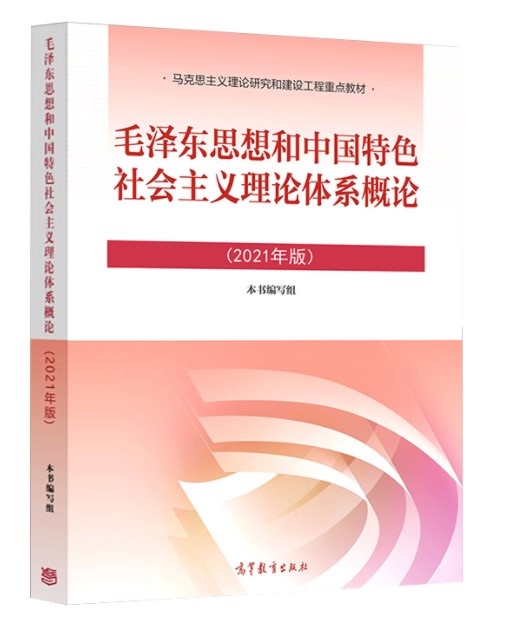 ·马克思主义理论研究和建设工程重点教材·
毛泽东思想和中国特色
社会主义理论体系概论
(2021年版)
本书编写组
高等教育出版社
毛泽东思想和中国特色社会主义理论体系概论
(2021年版)
本书编写组